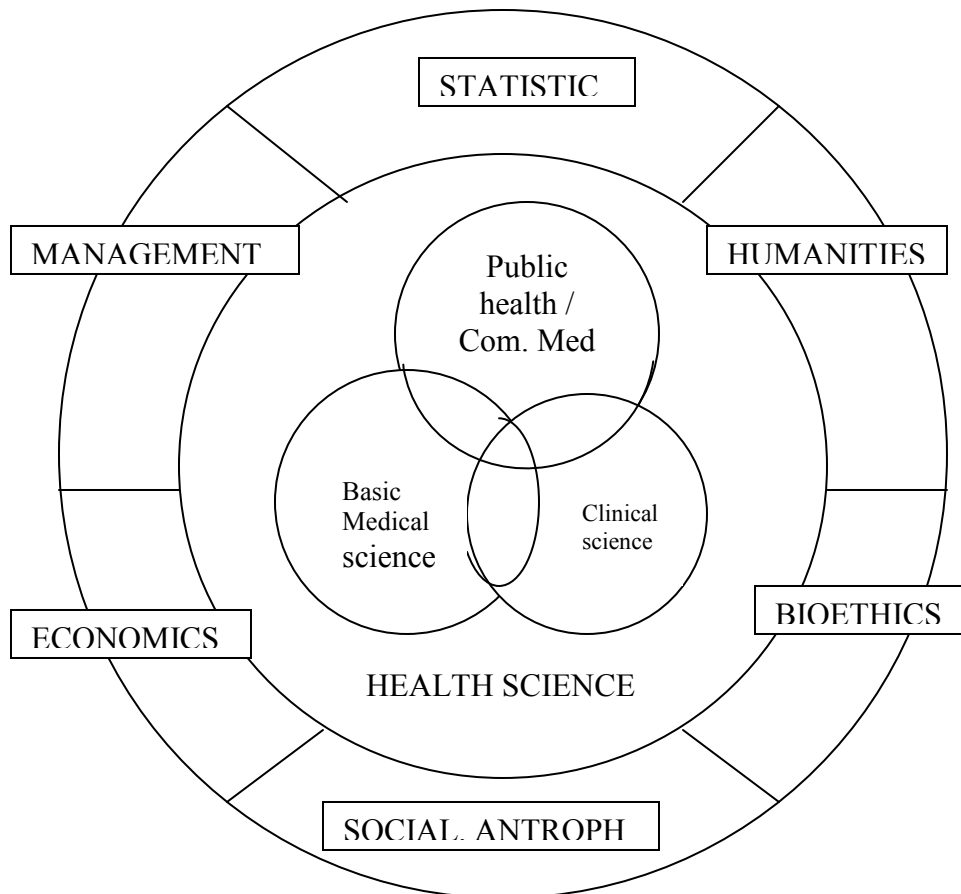 STATISTIC
MANAGEMENT
HUMANITIES
Public
health /
Com. Med
Basic
Medical
science
Clinical
science
ECONOMICS
BIOETHICS
HEALTH SCIENCE
SOCIAL. ANTROPH